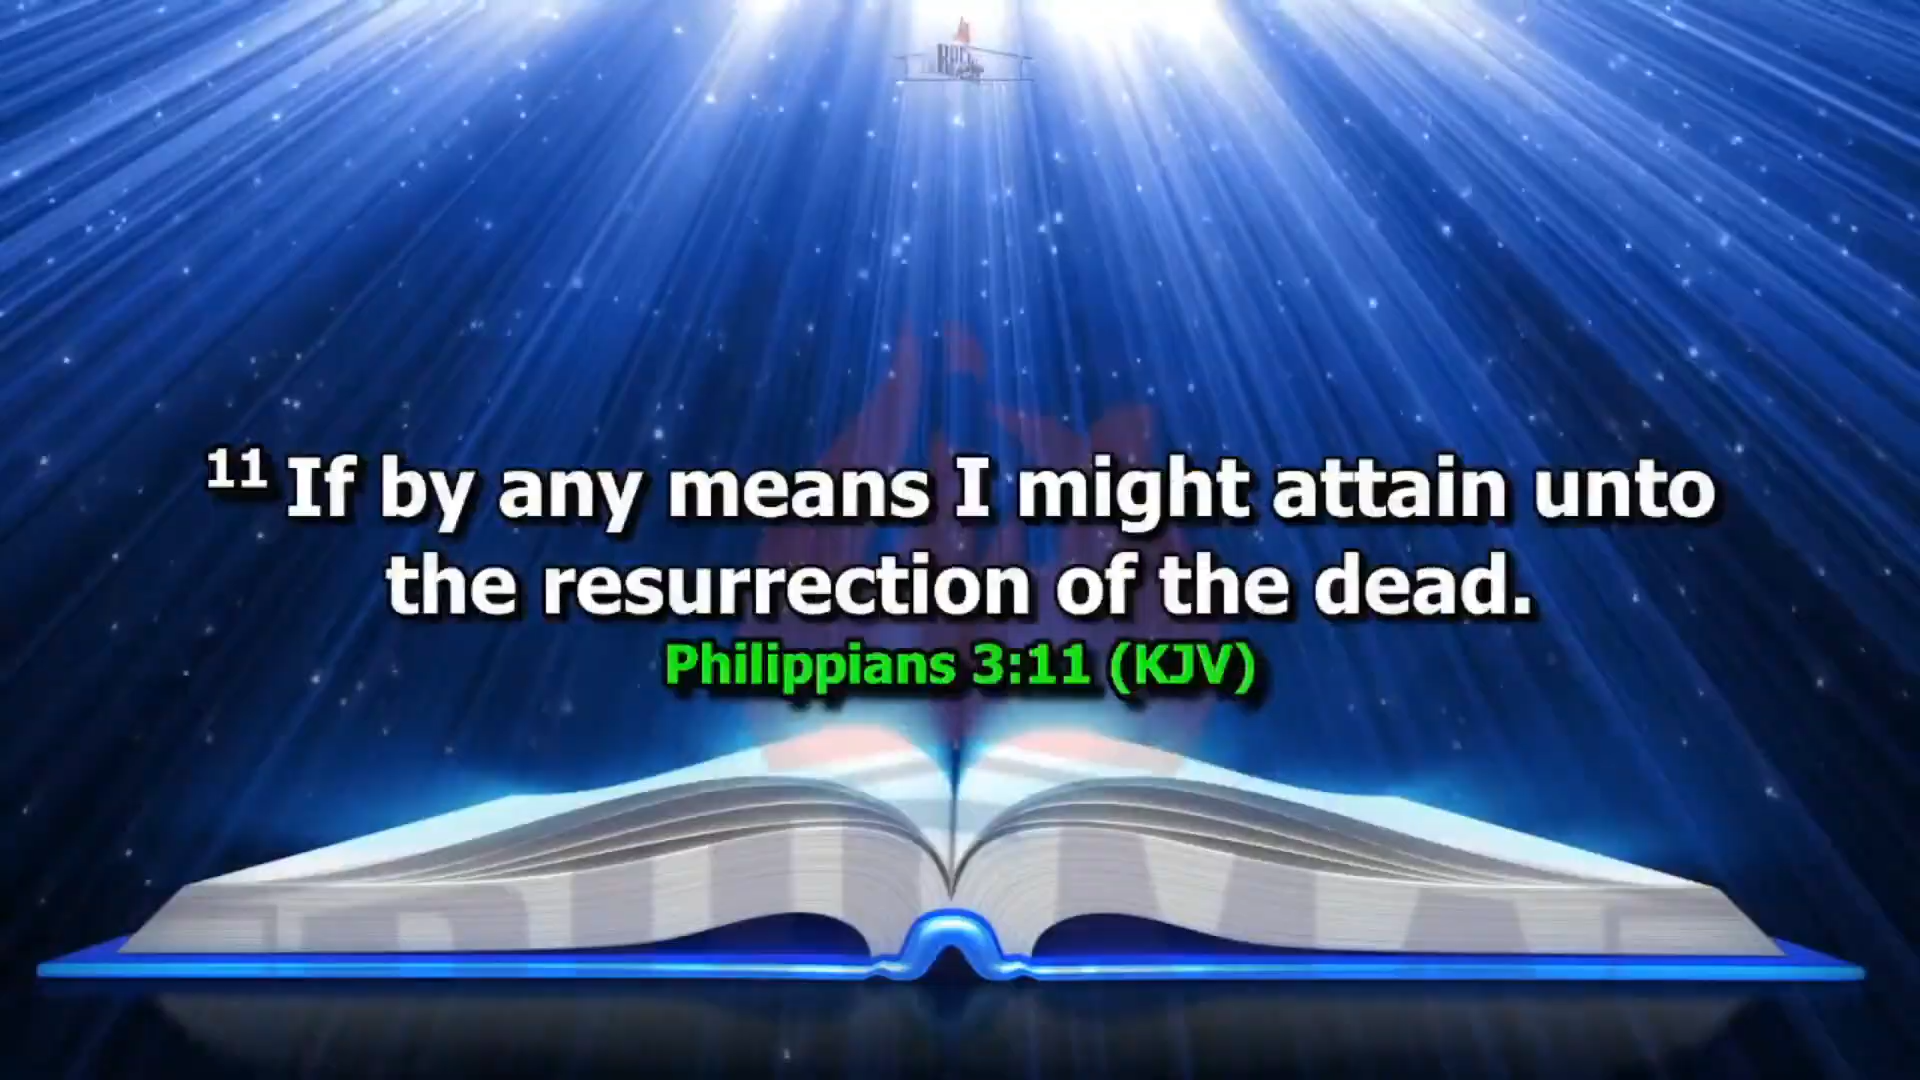 11 If by any means I might attain unto
the resurrection of the dead.
Philippians 3:11 (KJV)